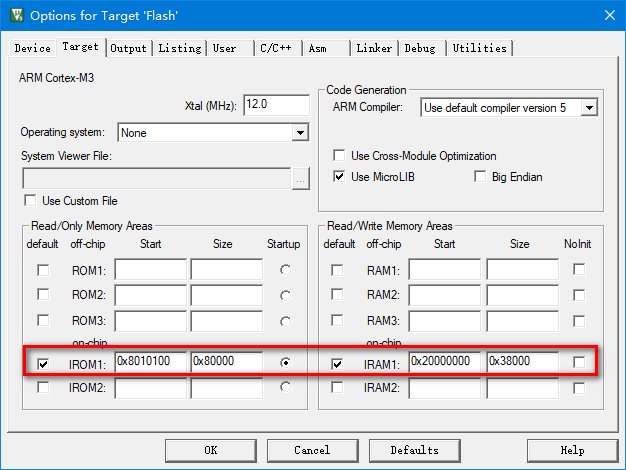 Options for Target 'Flash'
Device Target Output Listing User C/C++ Asm Linker Debug Utilities
ARM Cortex-M3
Xtal (MHz): 12.0
Operating system: None
System Viewer File:
...
Use Custom File
Code Generation
ARM Compiler: Use default compiler version 5
Use Cross-Module Optimization
Use MicroLIB Big Endian
Read/Only Memory Areas
default off-chip Start Size Startup
ROM1:
ROM2:
ROM3:
on-chip
IROM1: 0x8010100 0x80000
IROM2:
Read/Write Memory Areas
default off-chip Start Size NoInit
RAM1:
RAM2:
RAM3:
on-chip
IRAM1: 0x20000000 0x38000
IRAM2:
OK Cancel Defaults Help